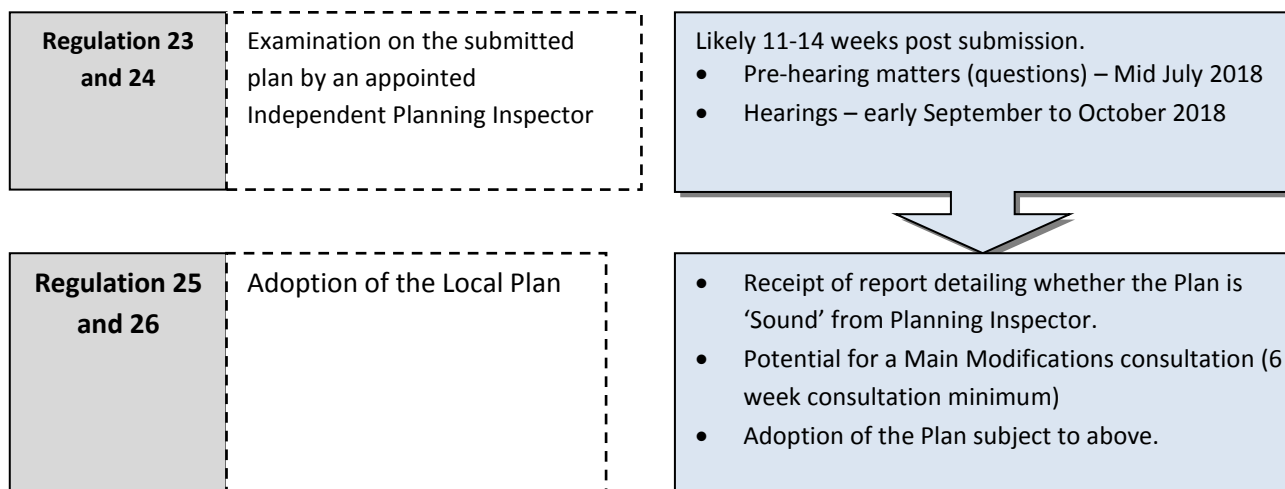 Regulation 23
and 24
Examination on the submitted
plan by an appointed
Independent Planning Inspector
Likely 11-14 weeks post submission.
• Pre-hearing matters (questions) – Mid July 2018
• Hearings – early September to October 2018
Regulation 25
and 26
Adoption of the Local Plan
• Receipt of report detailing whether the Plan is
‘Sound’ from Planning Inspector.
• Potential for a Main Modifications consultation (6
week consultation minimum)
• Adoption of the Plan subject to above.